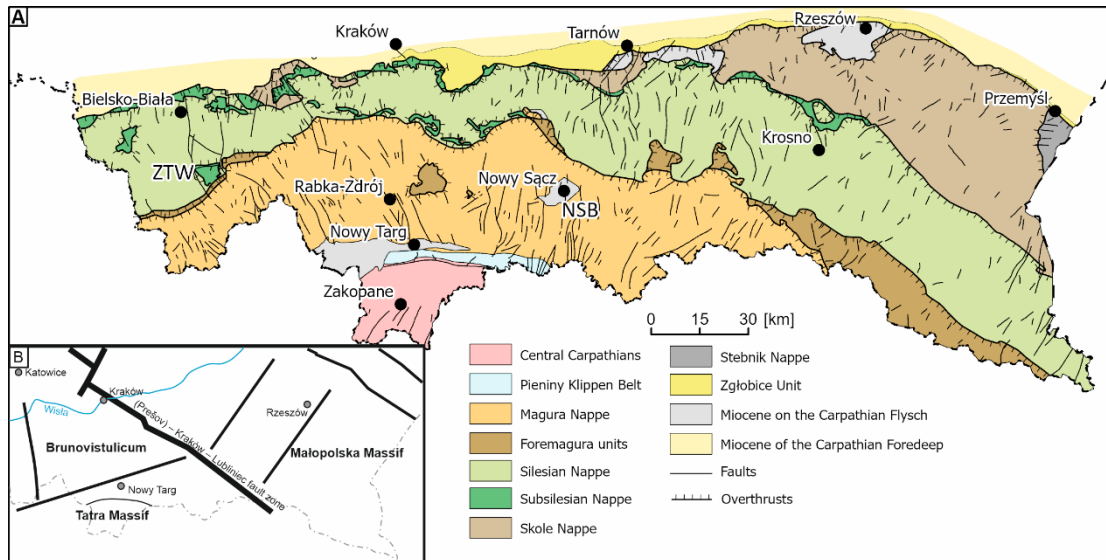 A
Kraków
Tarnów
Rzeszów
Bielsko-Biała
Przemyśl
Krosno
ZTW
Rabka-Zdrój
Nowy Sącz
NSB
Nowy Targ
Zakopane
0 15 30 [km]
Central Carpathians
Pieniny Klippen Belt
Magura Nappe
Foremagura units
Silesian Nappe
Subsilesian Nappe
Skole Nappe
Stebnik Nappe
Zgłobice Unit
Miocene on the Carpathian Flysch
Miocene of the Carpathian Foredeep
Faults
Overthrusts
B
Katowice
Kraków
Wisła
Rzeszów
(Prešov) – Kraków – Lubliniec fault zone
Brunovistulicum
Małopolska Massif
Nowy Targ
Tatra Massif